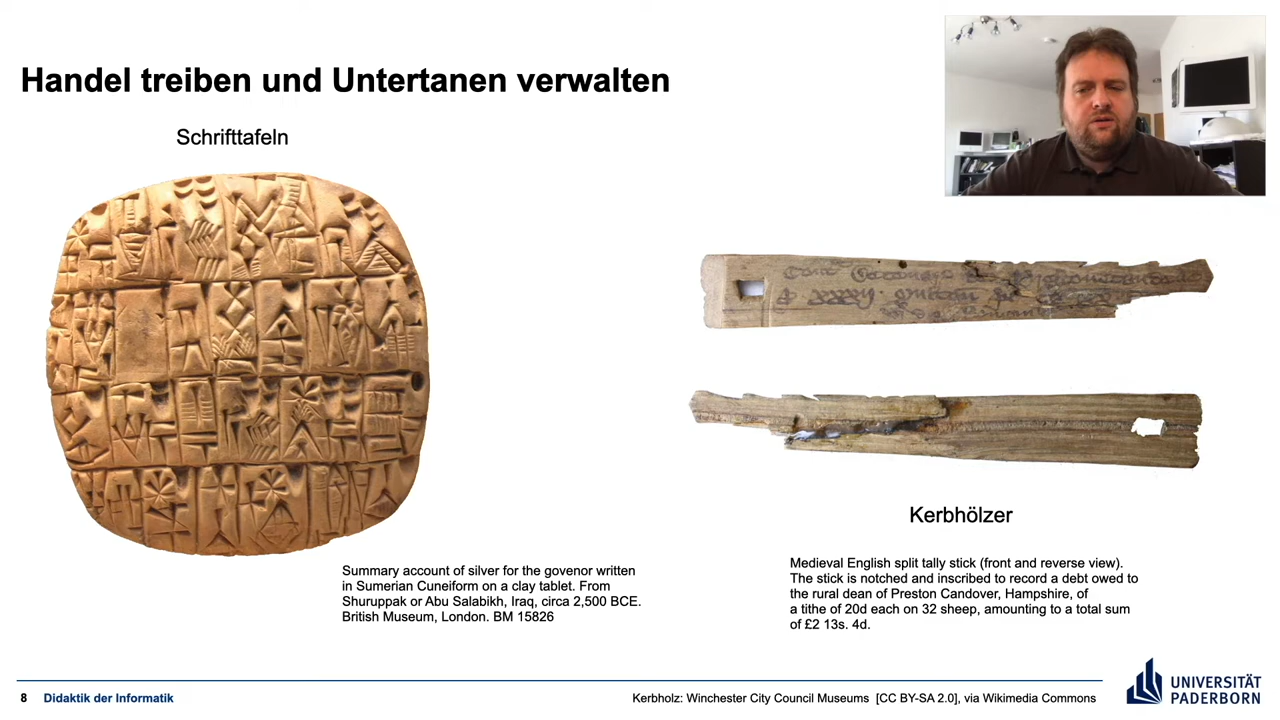 Handel treiben und Untertanen verwalten
Schrifttafeln
Summary account of silver for the govenor written
in Sumerian Cuneiform on a clay tablet. From
Shuruppak or Abu Salabikh, Iraq, circa 2,500 BCE.
British Museum, London. BM 15826
Kerbhölzer
Medieval English split tally stick (front and reverse view).
The stick is notched and inscribed to record a debt owed to
the rural dean of Preston Candover, Hampshire, of
a tithe of 20d each on 32 sheep, amounting to a total sum
of £2 13s. 4d.
8 Didaktik der Informatik
Kerbholz: Winchester City Council Museums [CC BY-SA 2.0], via Wikimedia Commons
UNIVERSITÄT
PADERBORN